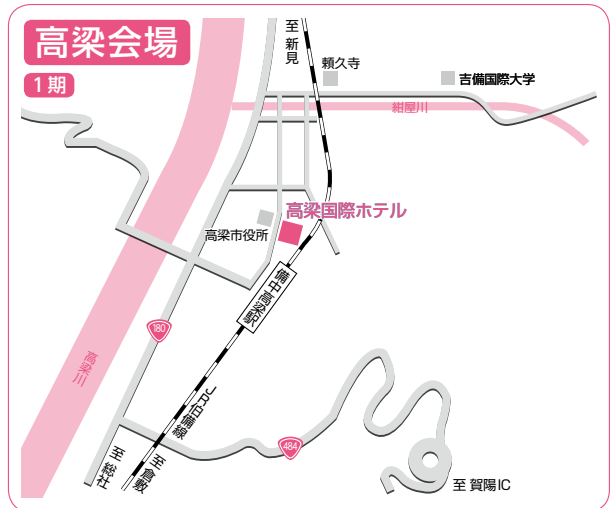 高梁会場
1期
至新見
頼久寺
吉備国際大学
紺屋川
高梁国際ホテル
高梁市役所
備中高梁駅
180
高梁川
JR伯備線
484
至総社
至倉敷
至 賀陽IC